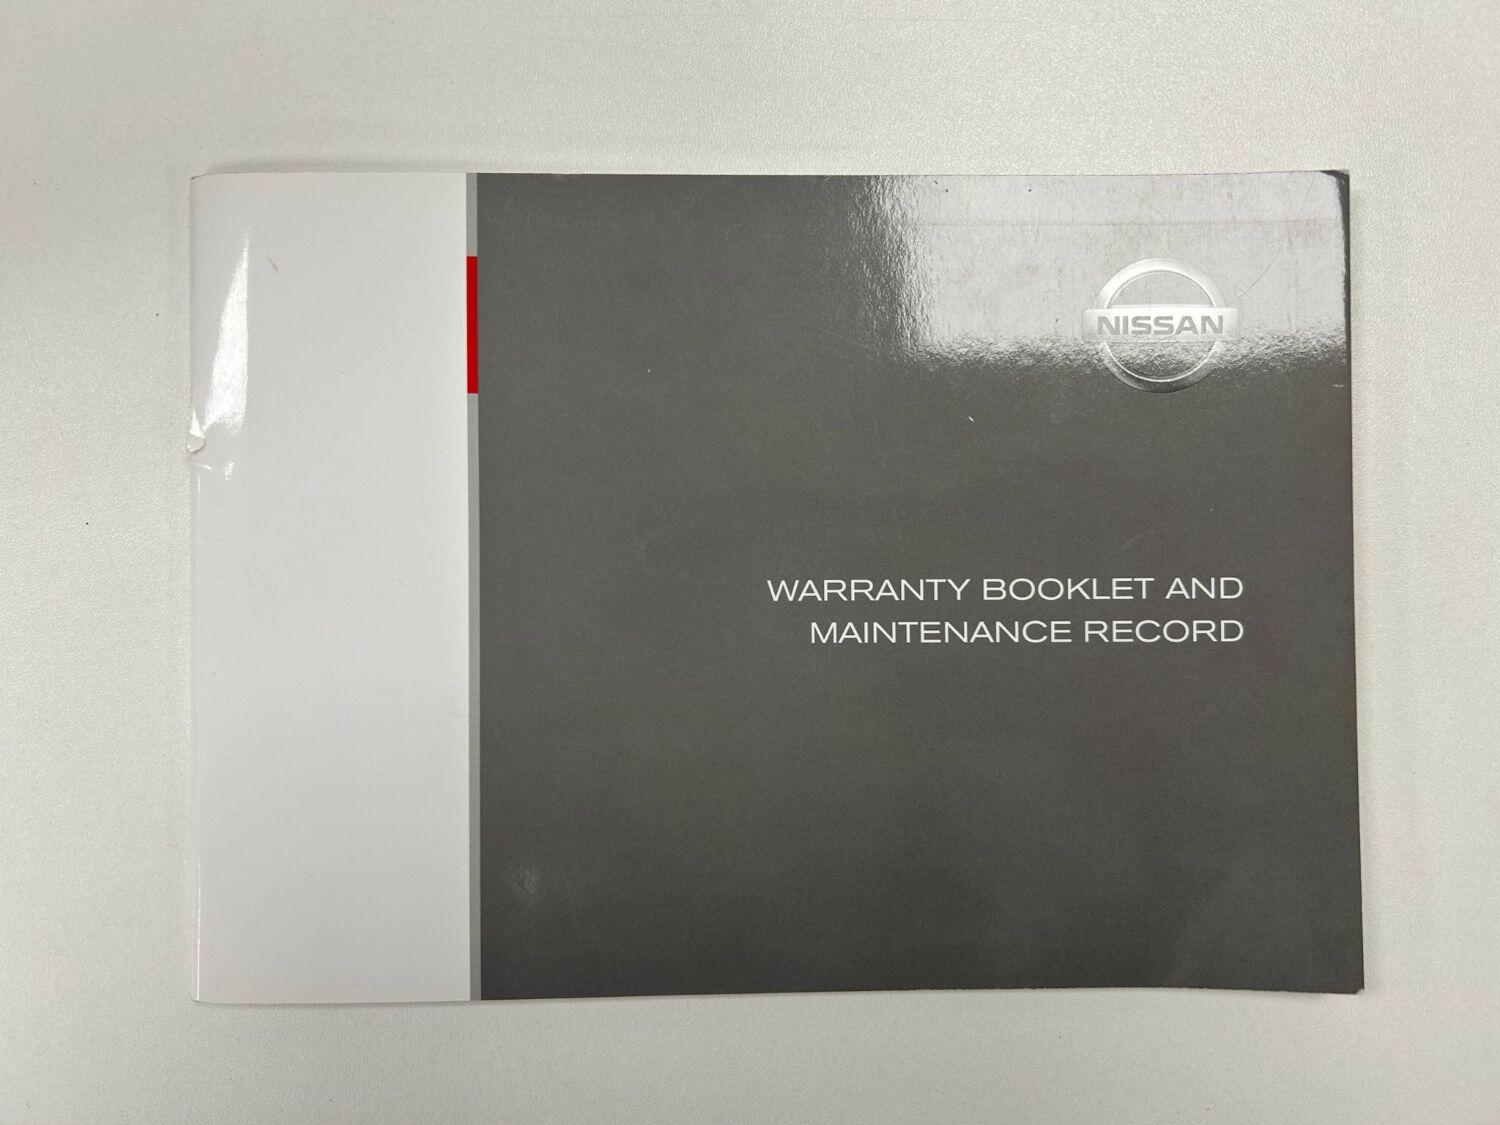 NISSAN
WARRANTY BOOKLET AND
MAINTENANCE RECORD